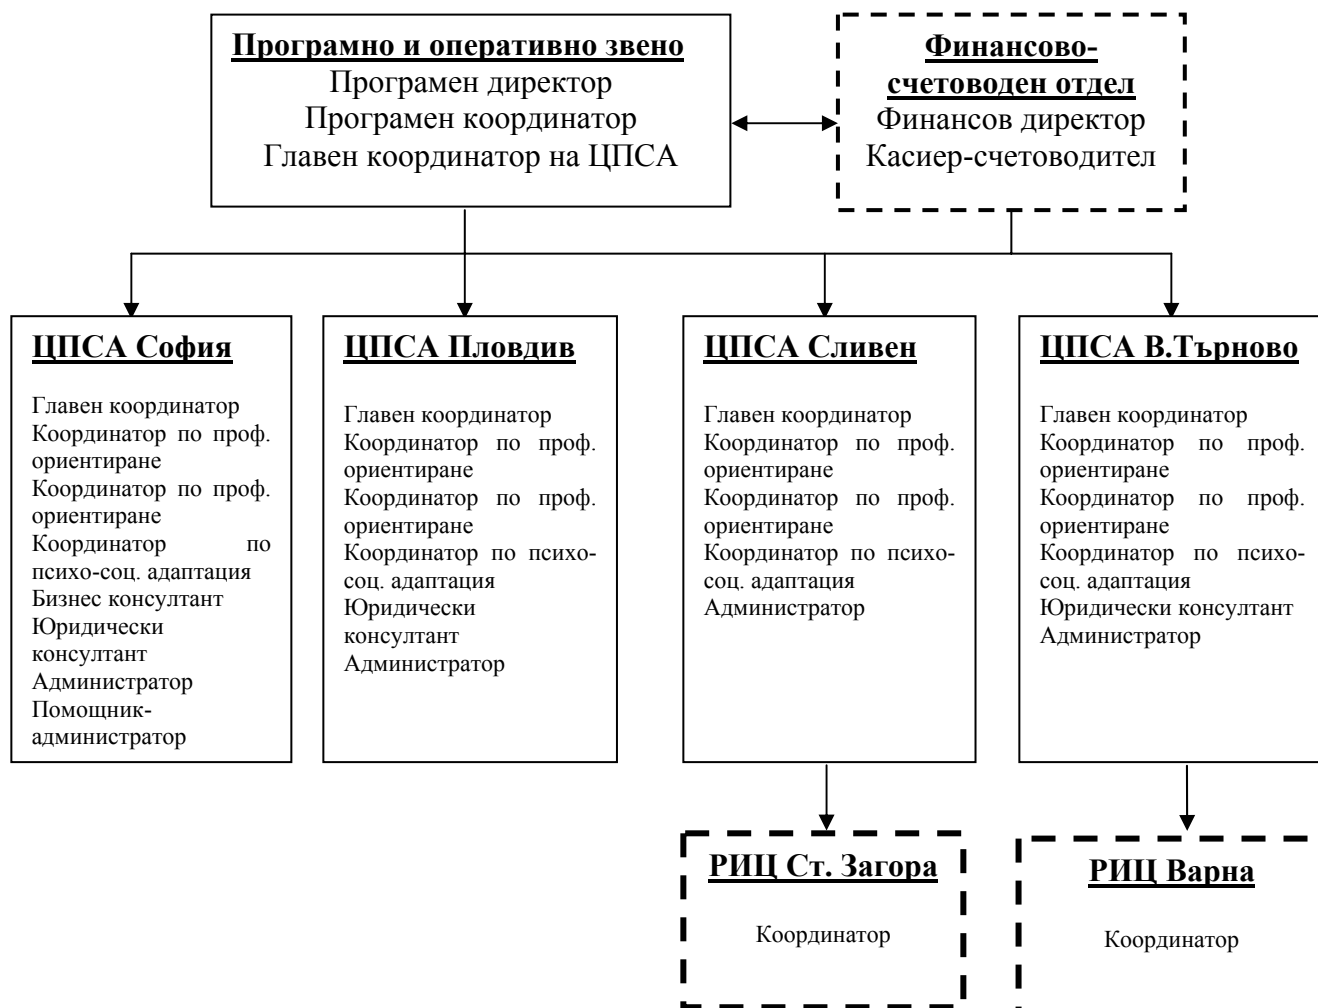 Програмно и оперативно звено
Програмен директор
Програмен координатор
Главен координатор на ЦПСА
Финансово-
счетоводен отдел
Финансов директор
Касиер-счетоводител
ЦПСА София
Главен координатор
Координатор по проф.
ориентиране
Координатор по проф.
ориентиране
Координатор по
психо-соц. адаптация
Бизнес консултант
Юридически
консултант
Администратор
Помощник-
администратор
ЦПСА Пловдив
Главен координатор
Координатор по проф.
ориентиране
Координатор по проф.
ориентиране
Координатор по психо-
соц. адаптация
Юридически
консултант
Администратор
ЦПСА Сливен
Главен координатор
Координатор по проф.
ориентиране
Координатор по проф.
ориентиране
Координатор по психо-
соц. адаптация
Администратор
ЦПСА В.Търново
Главен координатор
Координатор по проф.
ориентиране
Координатор по проф.
ориентиране
Координатор по психо-
соц. адаптация
Юридически консултант
Администратор
РИЦ Ст. Загора
Координатор
РИЦ Варна
Координатор